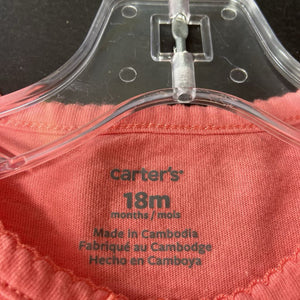 carter's
18m
months / mois
Made in Cambodia
Fabriqué au Cambodge
Hecho en Camboya